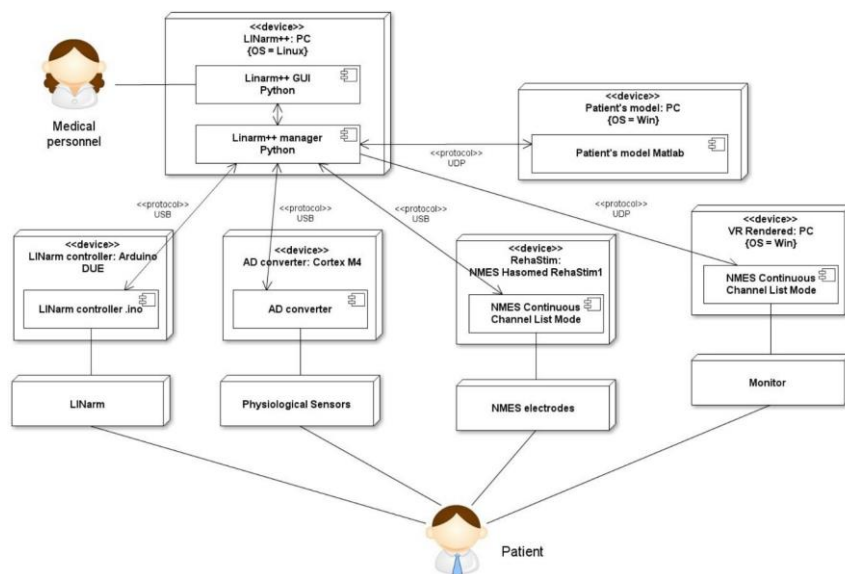 <<device>>
LINarm++: PC
{OS = Linux}
Linarm++ GUI
Python
Linarm++ manager
Python
Medical
personnel
<<device>>
Patient's model: PC
{OS = Win}
Patient's model Matlab
<<protocol>>
UDP
<<protocol>>
USB
<<protocol>>
USB
<<protocol>>
USB
<<protocol>>
UDP
<<device>>
LINarm controller: Arduino
DUE
LINarm controller .ino
<<device>>
AD converter: Cortex M4
AD converter
<<device>>
RehaStim:
NMES Hasomed RehaStim1
NMES Continuous
Channel List Mode
<<device>>
VR Rendered: PC
{OS = Win}
NMES Continuous
Channel List Mode
LINarm
Physiological Sensors
NMES electrodes
Monitor
Patient